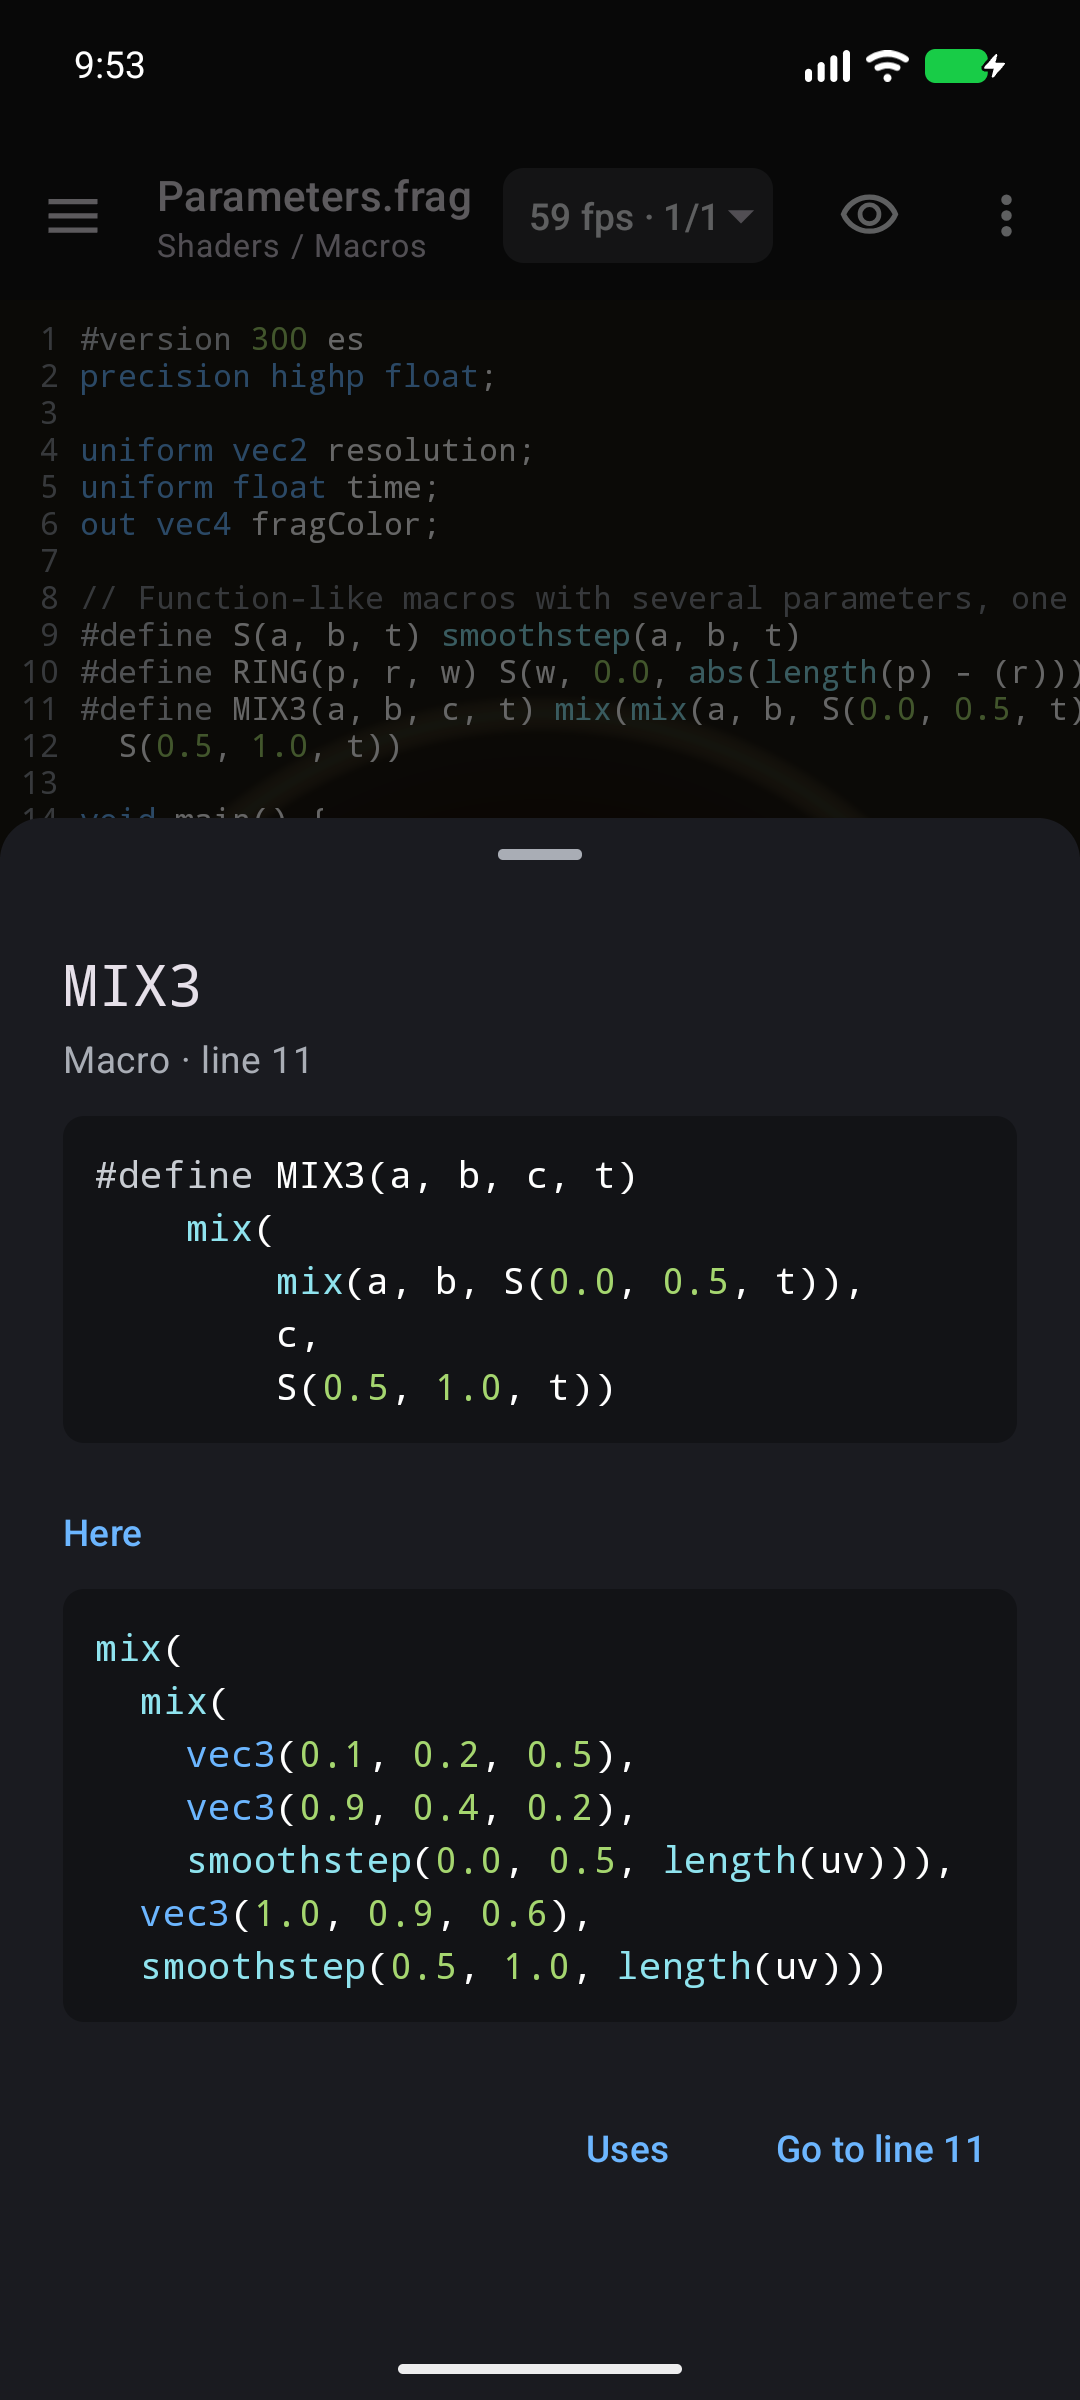 9:53
Parameters.frag
Shaders / Macros
59 fps · 1/1
1 #version 300 es
2 precision highp float;
3
4 uniform vec2 resolution;
5 uniform float time;
6 out vec4 fragColor;
7
8 // Function-like macros with several parameters, one
9 #define S(a, b, t) smoothstep(a, b, t)
10 #define RING(p, r, w) S(w, 0.0, abs(length(p) - (r)))
11 #define MIX3(a, b, c, t) mix(mix(a, b, S(0.0, 0.5, t)
12   S(0.5, 1.0, t))
13
14 void main() {
MIX3
Macro · line 11
#define MIX3(a, b, c, t)
    mix(
        mix(a, b, S(0.0, 0.5, t)),
        c,
        S(0.5, 1.0, t))
Here
mix(
  mix(
    vec3(0.1, 0.2, 0.5),
    vec3(0.9, 0.4, 0.2),
    smoothstep(0.0, 0.5, length(uv))),
  vec3(1.0, 0.9, 0.6),
  smoothstep(0.5, 1.0, length(uv)))
Uses
Go to line 11